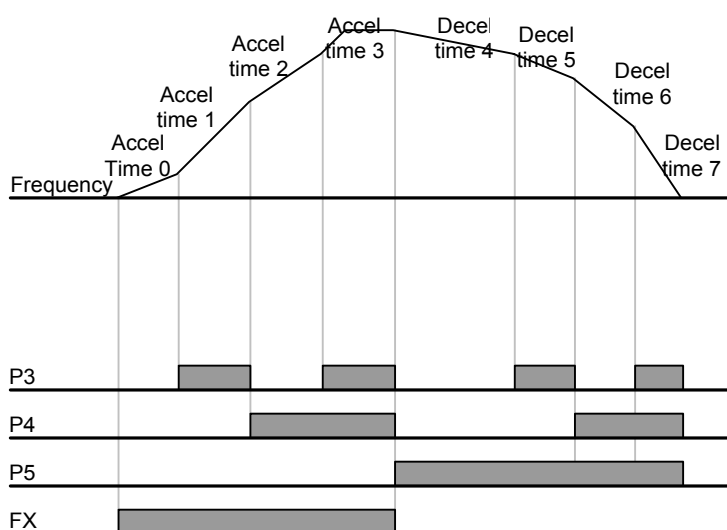 Accel
time 3
Decel
time 4
Decel
time 5
Accel
time 2
Decel
time 6
Accel
time 1
Accel
Time 0
Decel
time 7
Frequency
P3
P4
P5
FX